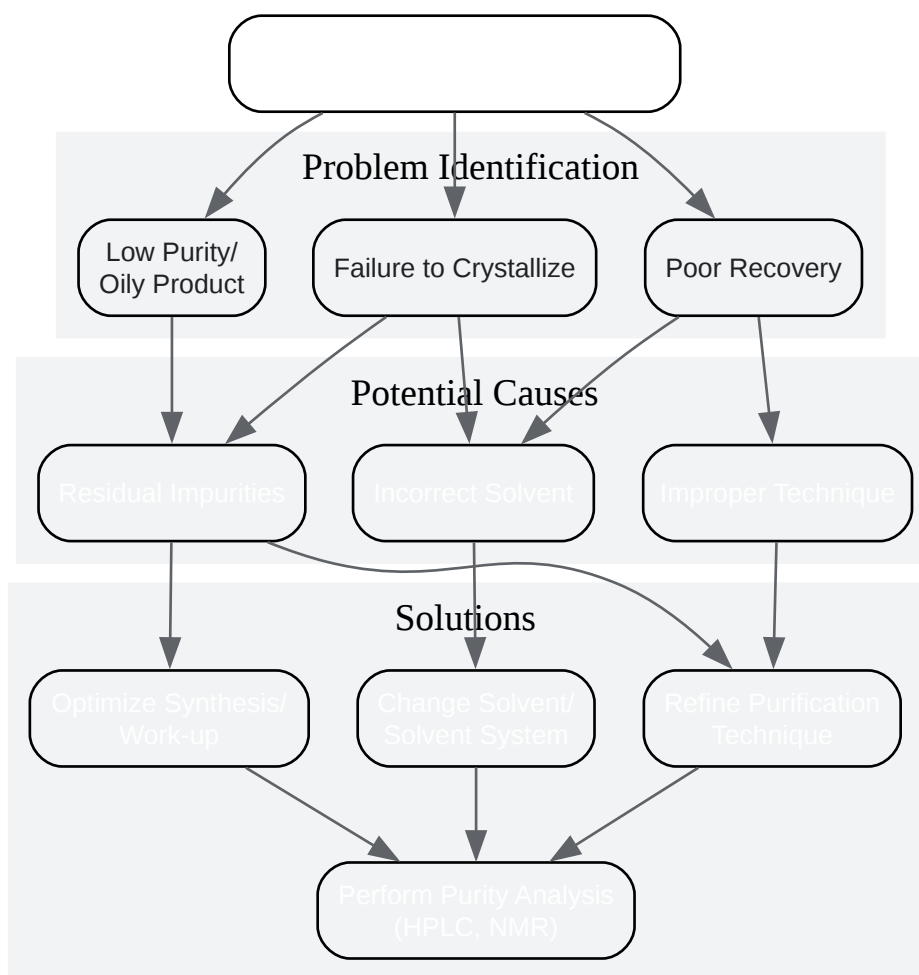 Problem Identification
Low Purity/
Oily Product
Failure to Crystallize
Poor Recovery
Potential Causes
Residual Impurities
Incorrect Solvent
Improper Technique
Solutions
Optimize Synthesis/
Work-up
Change Solvent/
Solvent System
Refine Purification
Technique
Perform Purity Analysis
(HPLC, NMR)